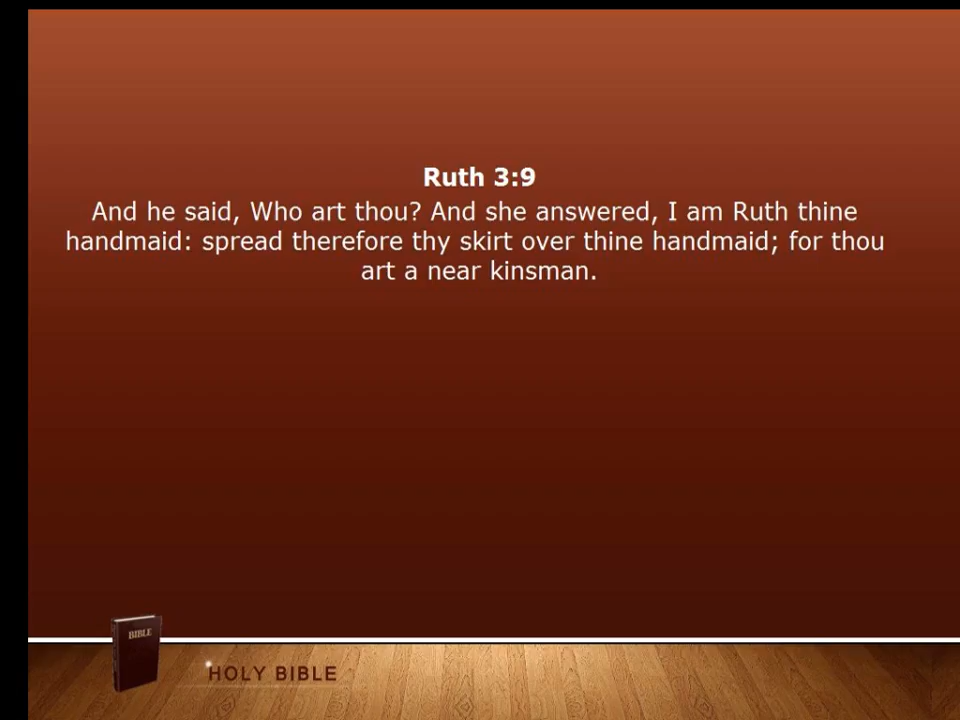 Ruth 3:9
And he said, Who art thou? And she answered, I am Ruth thine
handmaid: spread therefore thy skirt over thine handmaid; for thou
art a near kinsman.
BIBLE
HOLY BIBLE